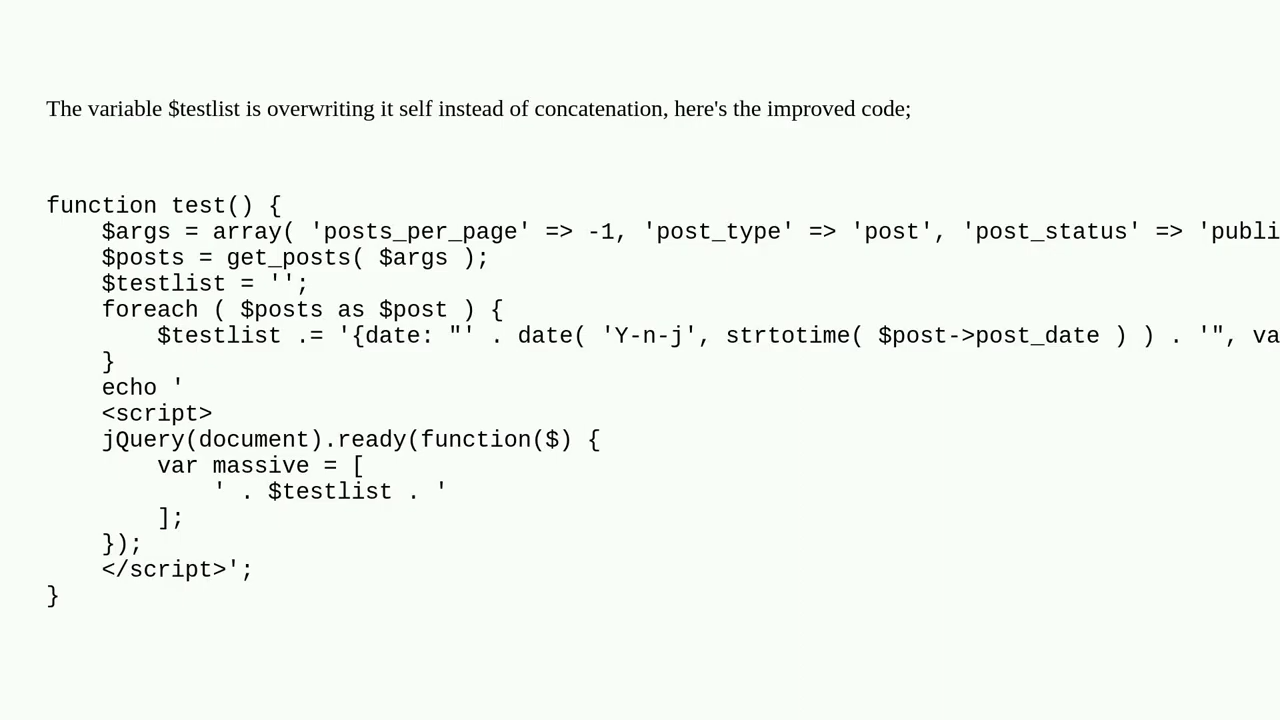 The variable $testlist is overwriting it self instead of concatenation, here's the improved code;
function test() {
    $args = array( 'posts_per_page' => -1, 'post_type' => 'post', 'post_status' => 'publi
    $posts = get_posts( $args );
    $testlist = '';
    foreach ( $posts as $post ) {
        $testlist .= '{date: "' . date( 'Y-n-j', strtotime( $post->post_date ) ) . '", va
    }
    echo '
    <script>
    jQuery(document).ready(function($) {
        var massive = [
            ' . $testlist . '
        ];
    });
    </script>';
}